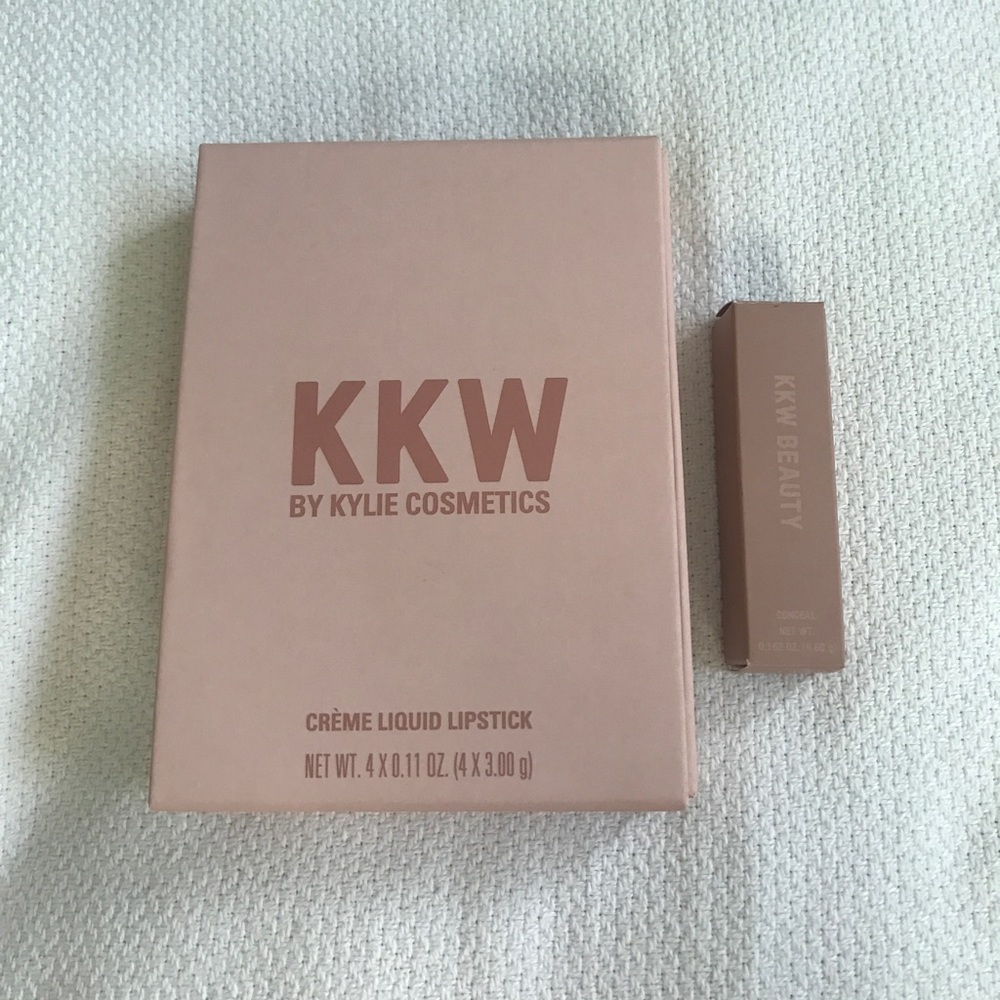 KKW
BY KYLIE COSMETICS
CRÈME LIQUID LIPSTICK
NET WT. 4 X 0.11 OZ. (4 X 3.00 g)
KKW BEAUTY
CONCEAL
NET WT.